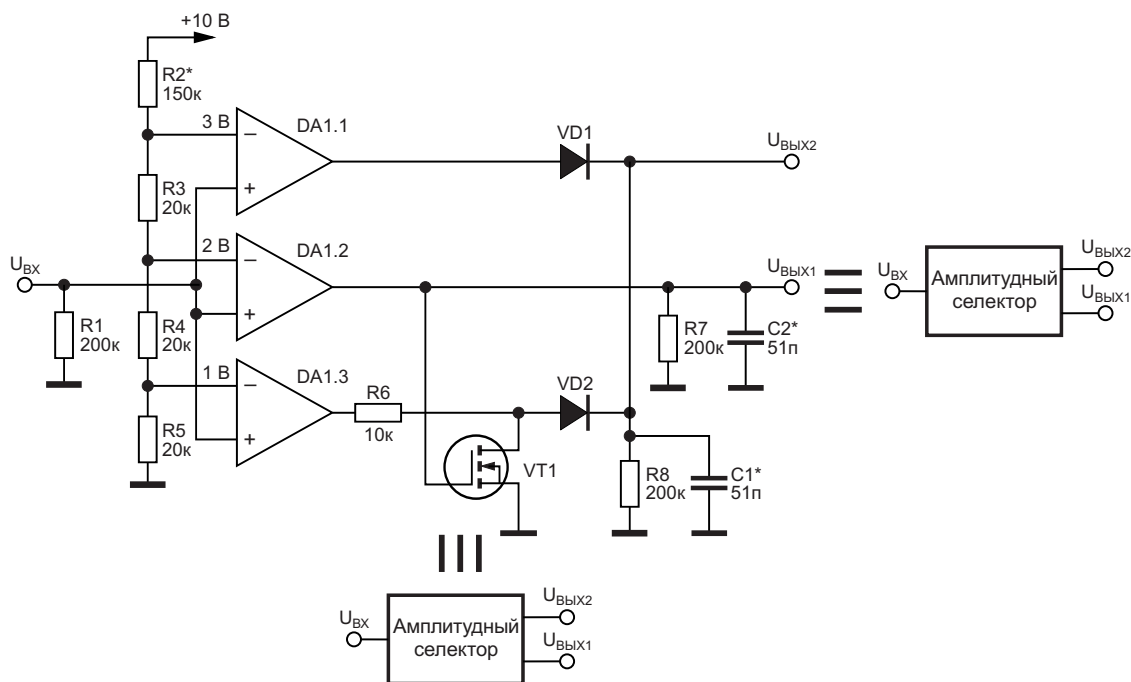 +10 В
R2*
150к
3 В
DA1.1
VD1
UВЫХ2
R3
20к
2 В
DA1.2
UВЫХ1
UВХ
R1
200к
R4
20к
1 В
DA1.3
R6
10к
VD2
R7
200к
C2*
51п
R5
20к
VT1
R8
200к
C1*
51п
UВХ
Амплитудный
селектор
UВЫХ2
UВЫХ1
UВХ
Амплитудный
селектор
UВЫХ2
UВЫХ1